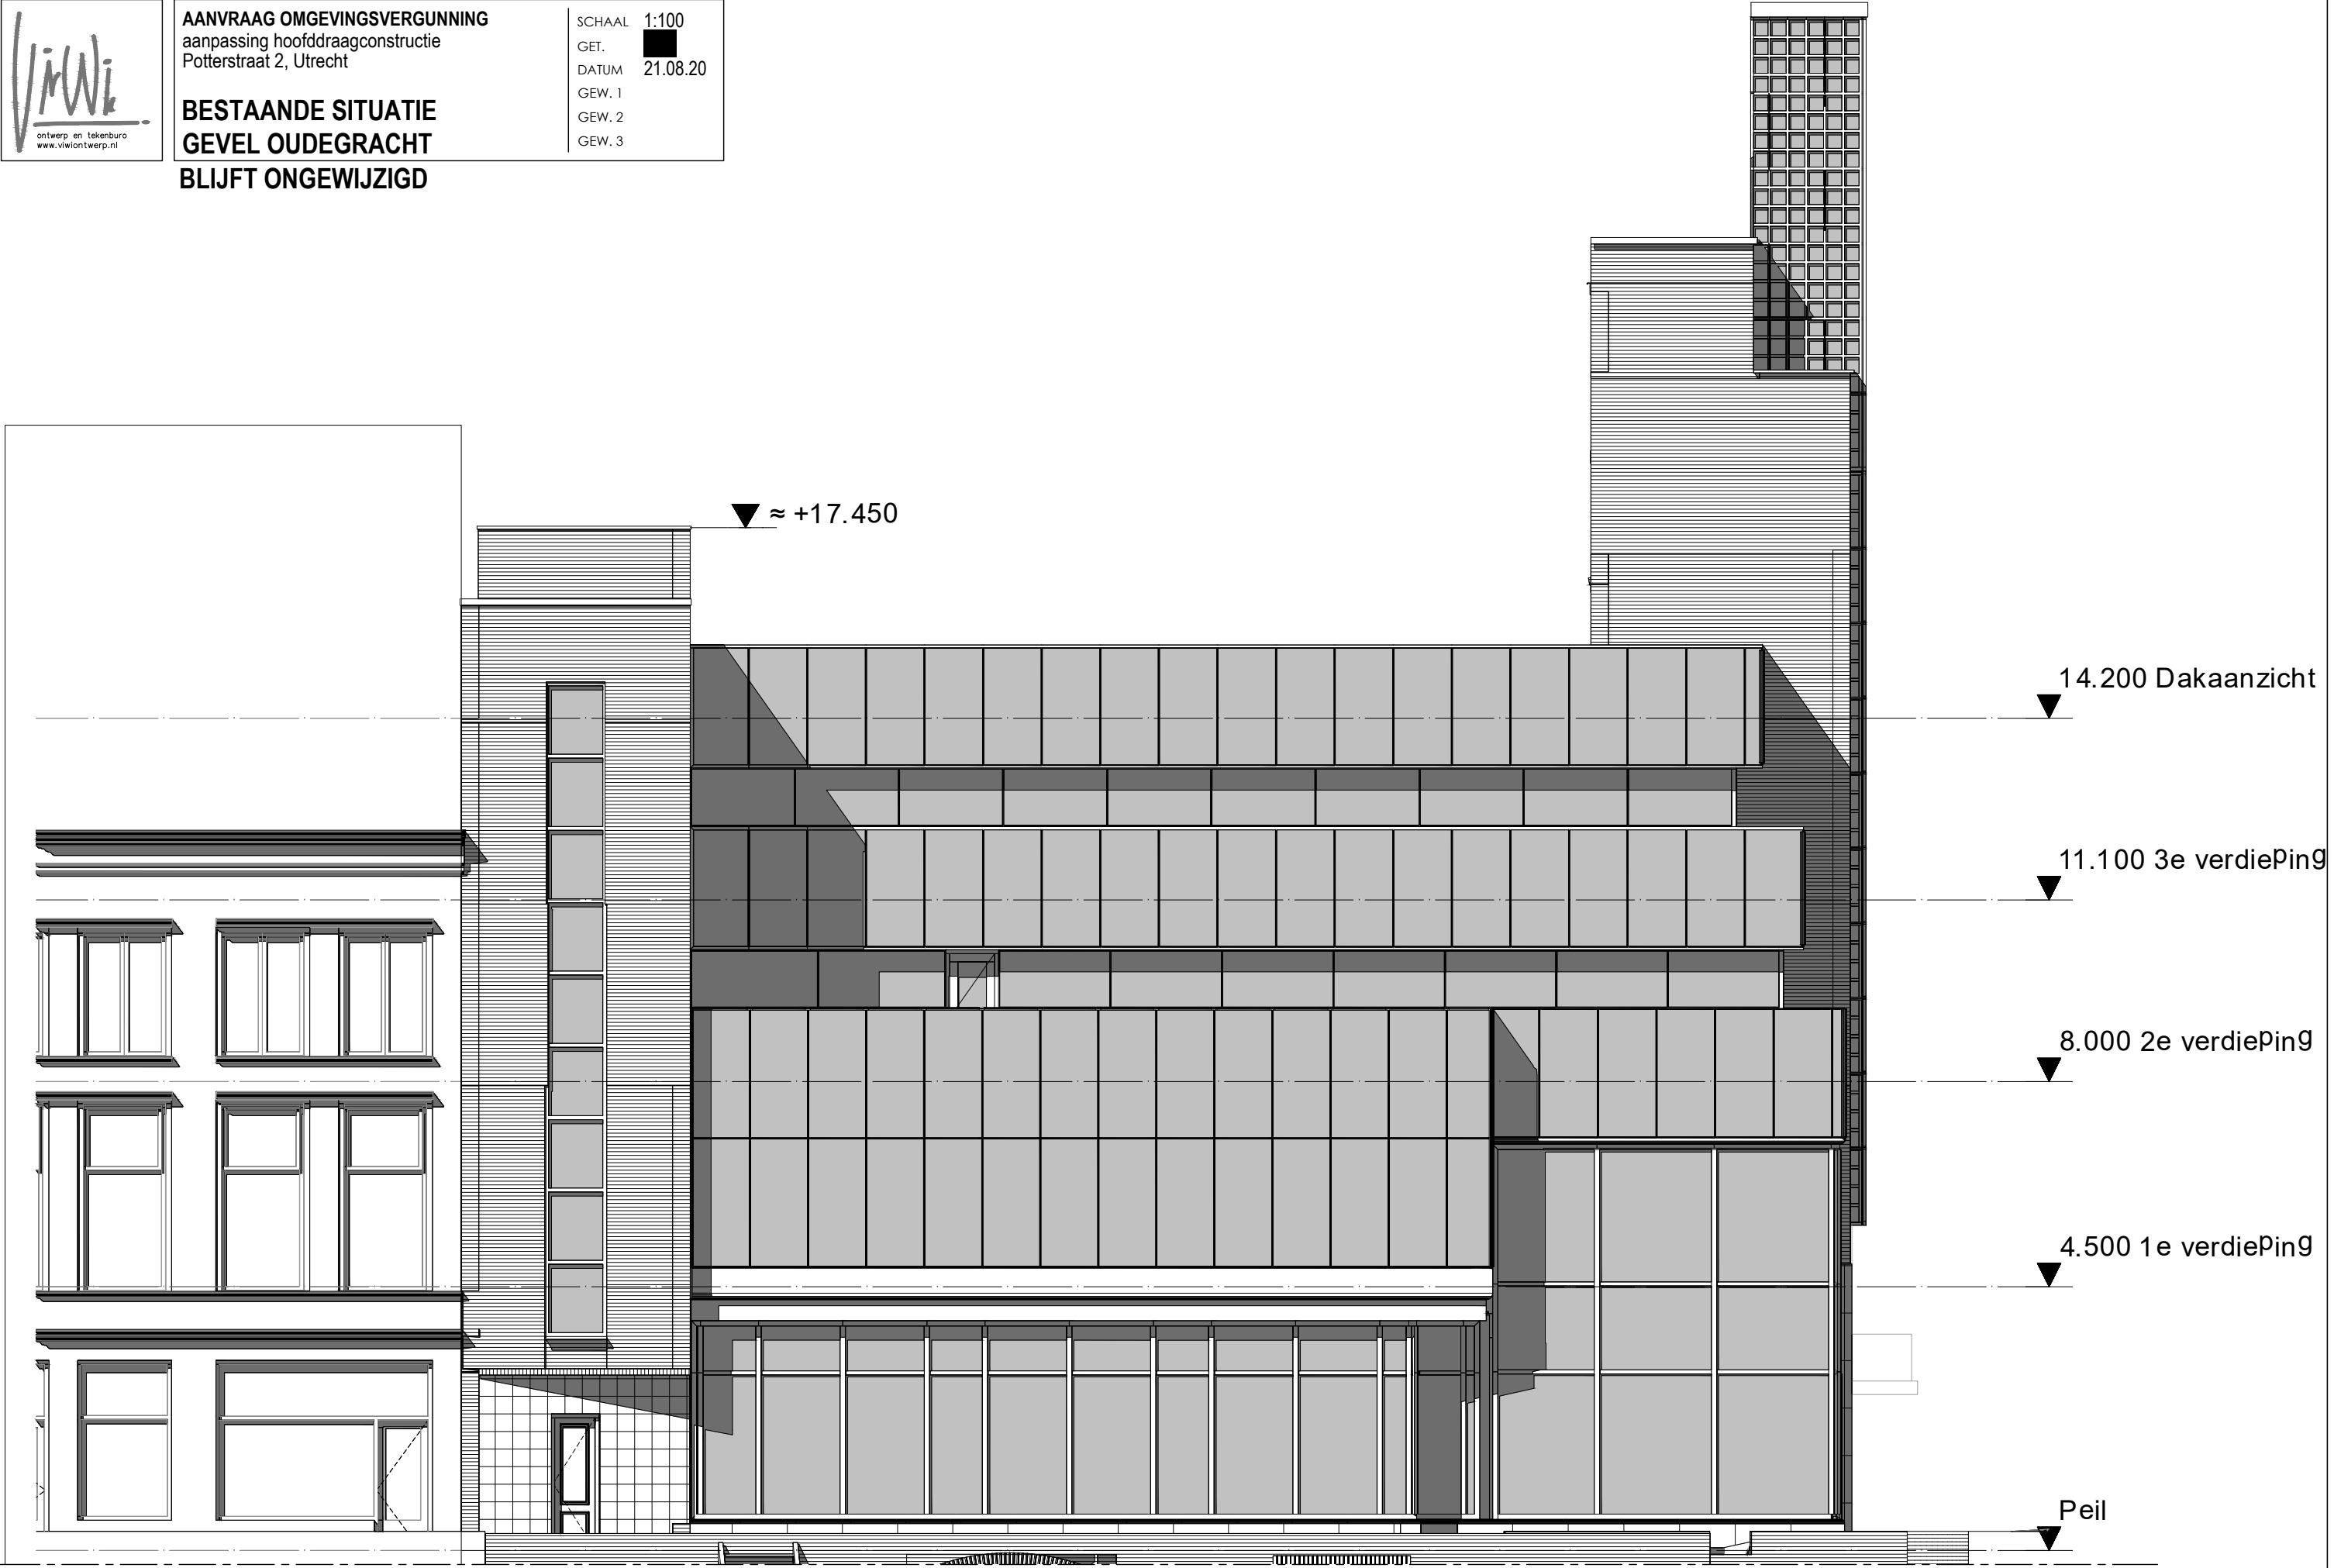 VirWi
ontwerp en tekenburo
www.viwiontwerp.nl
AANVRAAG OMGEVINGSVERGUNNING
aanpassing hoofddraagconstructie
Potterstraat 2, Utrecht
BESTAANDE SITUATIE
GEVEL OUDEGRACHT
BLIJFT ONGEWIJZIGD
SCHAAL 1:100
GET.
DATUM 21.08.20
GEW. 1
GEW. 2
GEW. 3
≈ +17.450
14.200 Dakaanzicht
11.100 3e verdieping
8.000 2e verdieping
4.500 1e verdieping
Peil